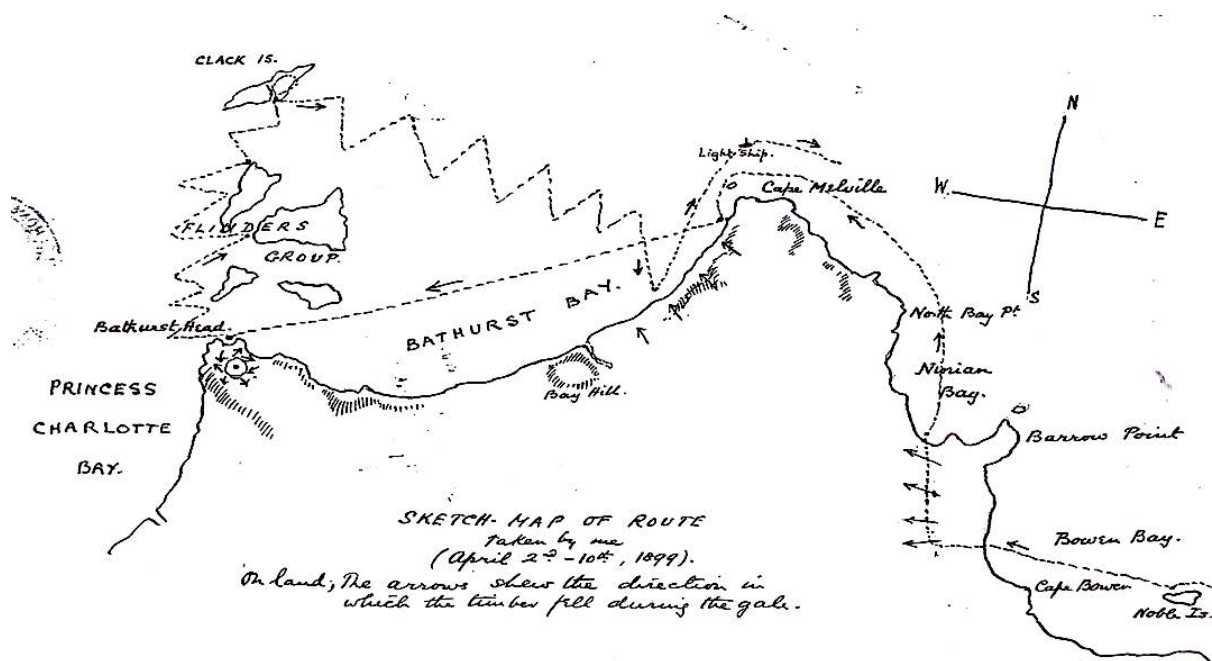 CLACK IS.
N
Light Ship.
Cape Melville
W.
E
FLINDERS
GROUP.
S
BATHURST BAY.
North Bay Pt.
Bathurst Head.
Ninian
Bay.
PRINCESS
CHARLOTTE
BAY.
Bay Hill.
Barrow Point
SKETCH-MAP OF ROUTE
taken by me
(April 2nd-10th, 1899).
On land; The arrows shew the direction in
which the timber fell during the gale.
Bowen Bay.
Cape Bowen
Noble Is.